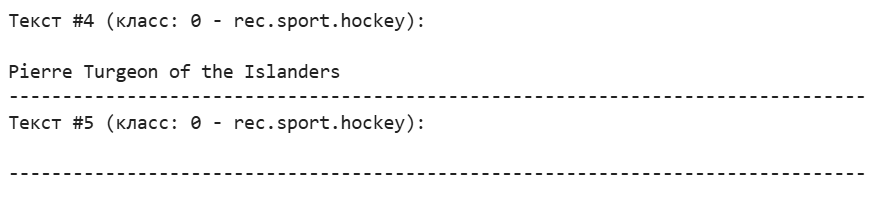 Текст #4 (класс: 0 - rec.sport.hockey):
Pierre Turgeon of the Islanders
--------------------------------------------------------------------------------
Текст #5 (класс: 0 - rec.sport.hockey):
--------------------------------------------------------------------------------